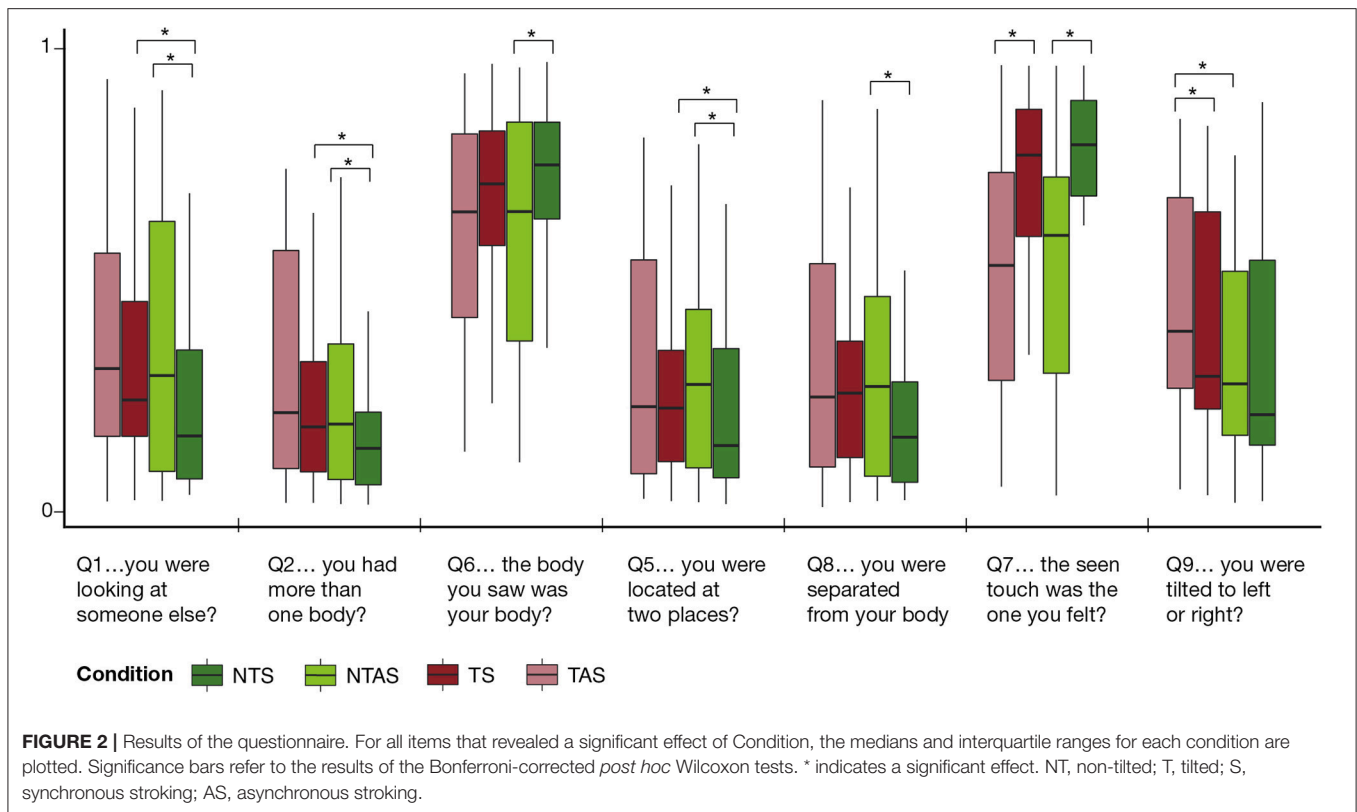 1
0
* * * * * * * * * * * * *
Q1...you were
looking at
someone else?
Q2... you had
more than
one body?
Q6... the body
you saw was
your body?
Q5... you were
located at
two places?
Q8... you were
separated
from your body
Q7... the seen
touch was the
one you felt?
Q9... you were
tilted to left
or right?
Condition NTS NTAS TS TAS
FIGURE 2 | Results of the questionnaire. For all items that revealed a significant effect of Condition, the medians and interquartile ranges for each condition are
plotted. Significance bars refer to the results of the Bonferroni-corrected post hoc Wilcoxon tests. * indicates a significant effect. NT, non-tilted; T, tilted; S,
synchronous stroking; AS, asynchronous stroking.